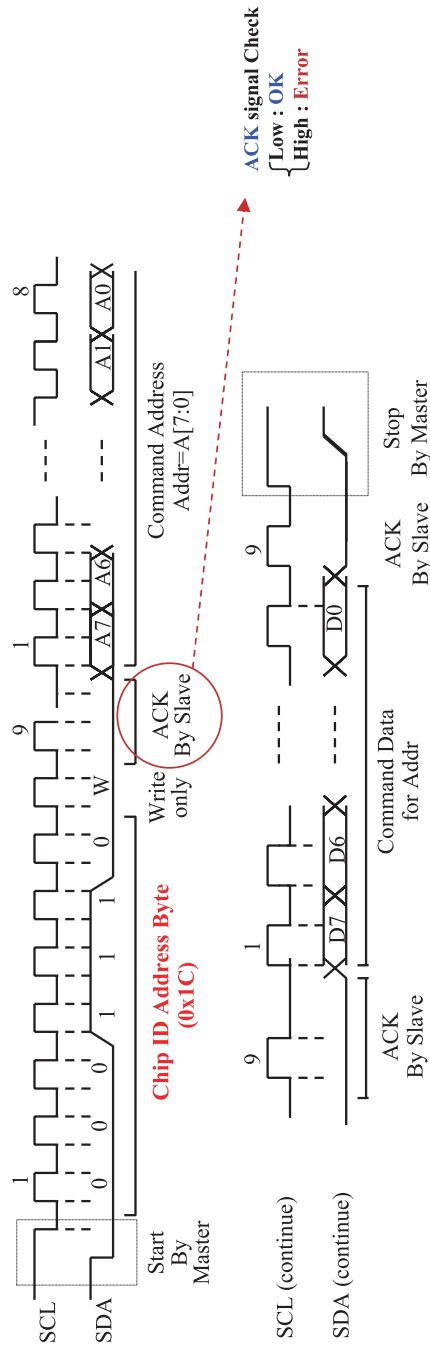 SCL
1
9
1
8
SDA
0
0
0
1
1
1
0
W
A7
A6
A1
A0
Start
By
Master
Chip ID Address Byte
(0x1C)
Write
only
ACK
By Slave
Command Address
Addr=A[7:0]
ACK signal Check
Low : OK
High : Error
SCL (continue)
9
1
9
SDA (continue)
D7
D6
D0
ACK
By Slave
Command Data
for Addr
ACK
By Slave
Stop
By Master